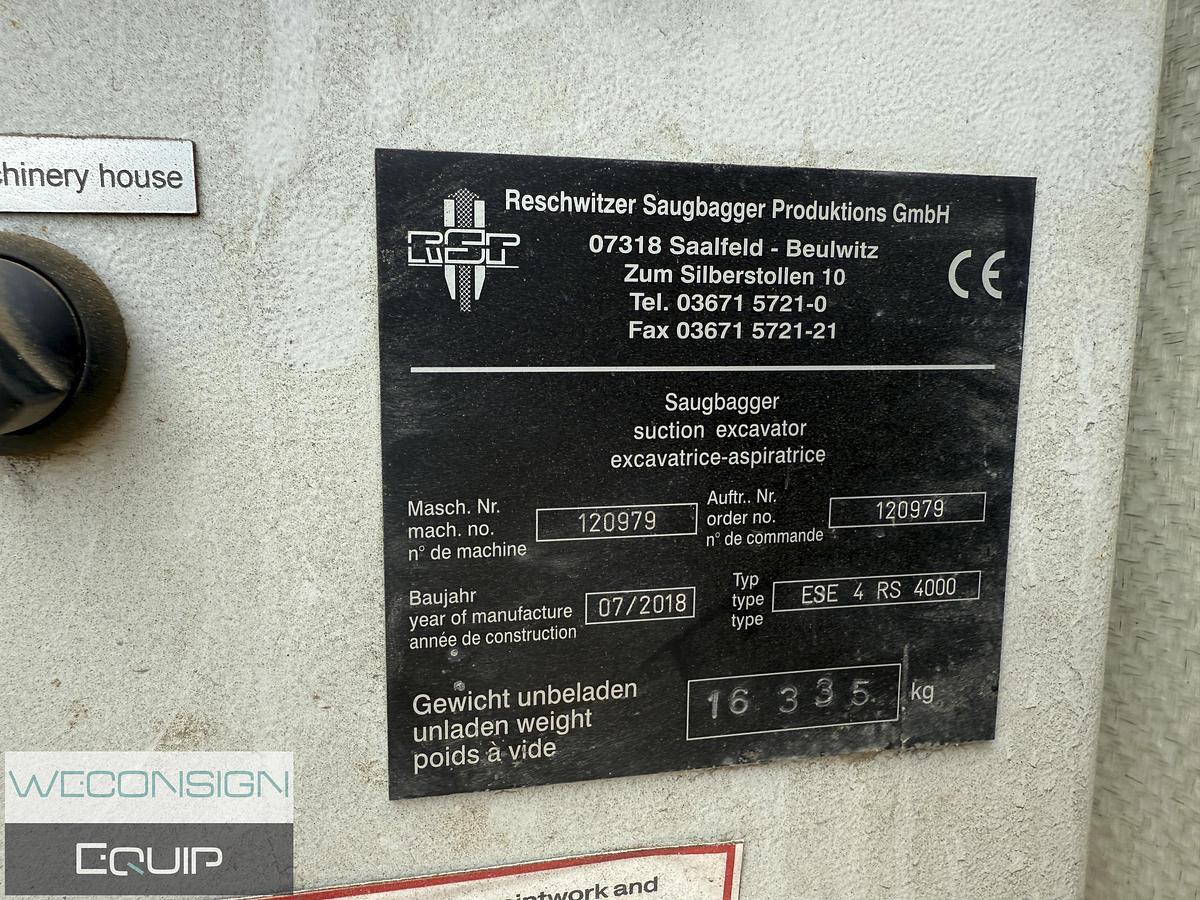 house
RSP
Reschwitzer Saugbagger Produktions GmbH
07318 Saalfeld - Beulwitz
Zum Silberstollen 10
Tel. 03671 5721-0
Fax 03671 5721-21
CE
Saugbagger
suction excavator
excavatrice-aspiratrice
Masch. Nr.
mach. no.
n° de machine
120979
Auftr.. Nr.
order no.
n° de commande
120979
Baujahr
year of manufacture
année de construction
07/2018
Typ
type
type
ESE 4 RS 4000
Gewicht unbeladen
unladen weight
poids à vide
16 335 kg
WECONSIGN
EQUIP
and